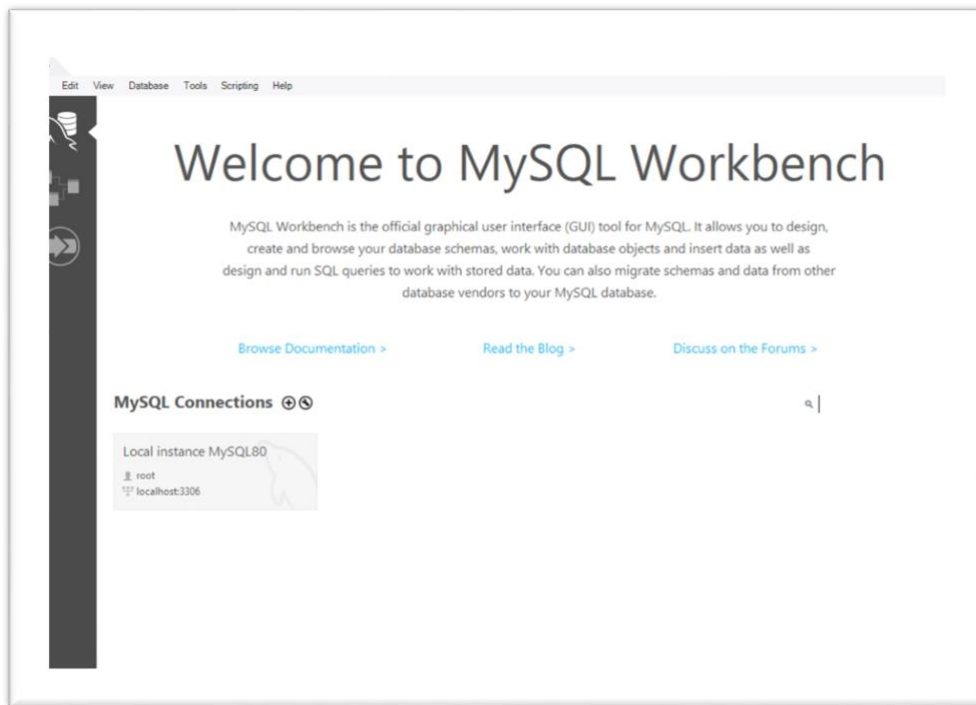 Edit View Database Tools Scripting Help
Welcome to MySQL Workbench
MySQL Workbench is the official graphical user interface (GUI) tool for MySQL. It allows you to design,
create and browse your database schemas, work with database objects and insert data as well as
design and run SQL queries to work with stored data. You can also migrate schemas and data from other
database vendors to your MySQL database.
Browse Documentation > Read the Blog > Discuss on the Forums >
MySQL Connections
Local instance MySQL80
root
localhost:3306